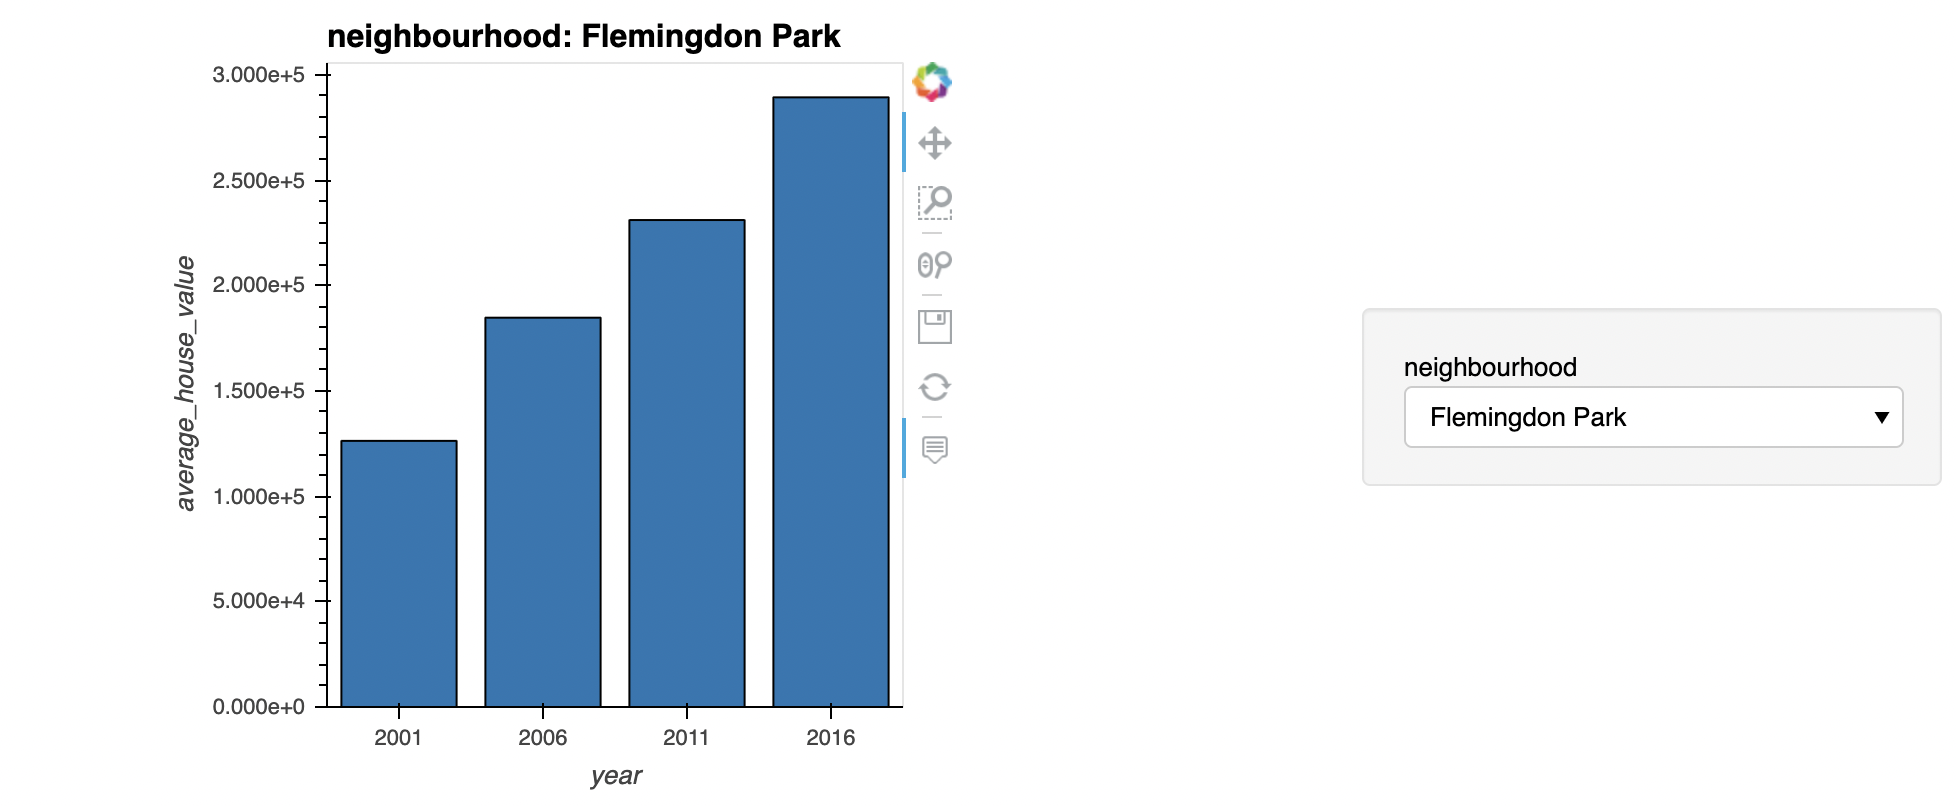 neighbourhood: Flemingdon Park
3.000e+5
2.500e+5
2.000e+5
1.500e+5
1.000e+5
5.000e+4
0.000e+0
average_house_value
2001 2006 2011 2016
year
neighbourhood
Flemingdon Park